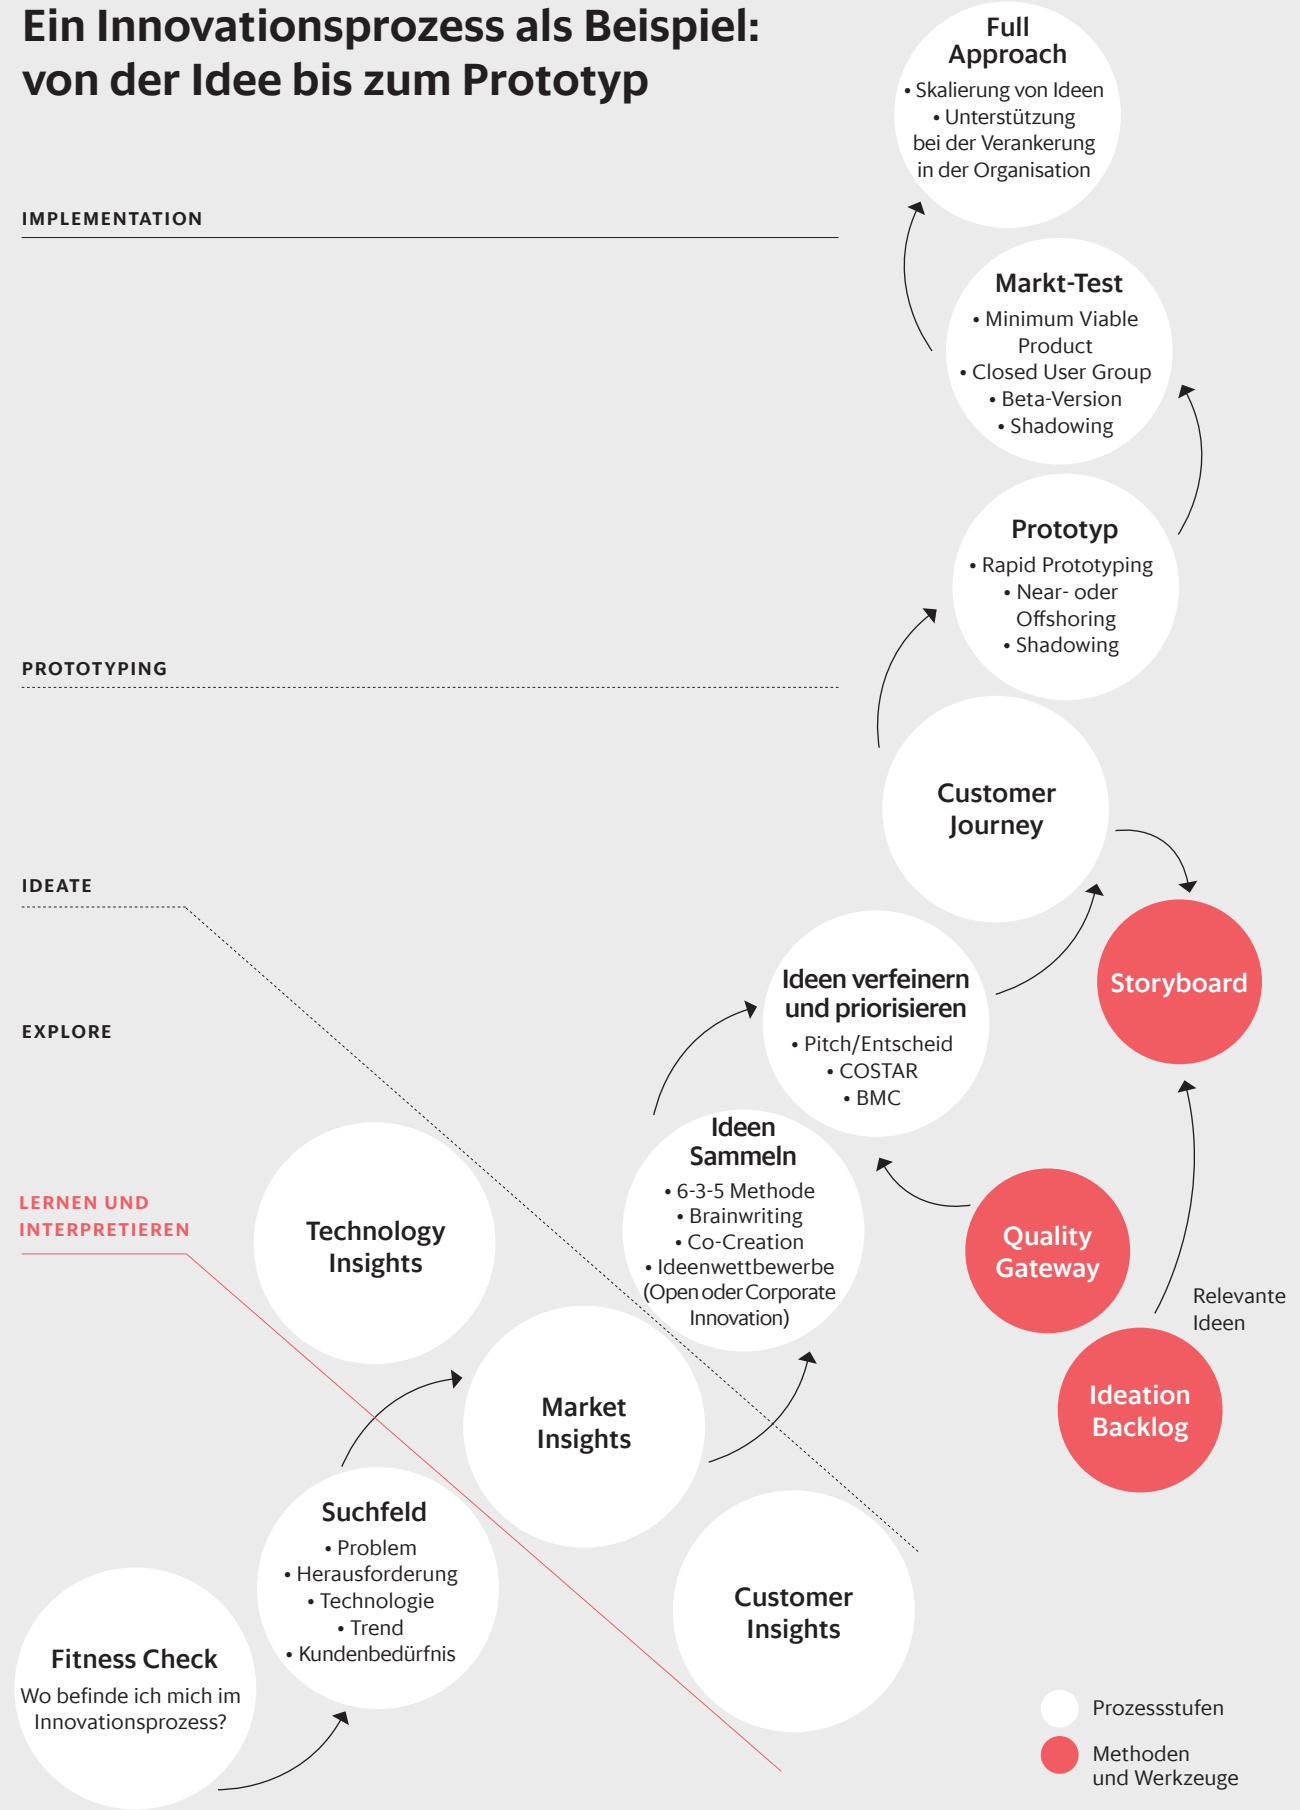 Ein Innovationsprozess als Beispiel:
von der Idee bis zum Prototyp
Full
Approach
• Skalierung von Ideen
• Unterstützung
bei der Verankerung
in der Organisation
IMPLEMENTATION
Markt-Test
• Minimum Viable
Product
• Closed User Group
• Beta-Version
• Shadowing
Prototyp
• Rapid Prototyping
• Near- oder
Offshoring
• Shadowing
PROTOTYPING
Customer
Journey
IDEATE
Storyboard
Ideen verfeinern
und priorisieren
• Pitch/Entscheid
• COSTAR
• BMC
EXPLORE
Ideen
Sammeln
• 6-3-5 Methode
• Brainwriting
• Co-Creation
• Ideenwettbewerbe
(Open oder Corporate
Innovation)
LERNEN UND
INTERPRETIEREN
Technology
Insights
Quality
Gateway
Relevante
Ideen
Ideation
Backlog
Market
Insights
Suchfeld
• Problem
• Herausforderung
• Technologie
• Trend
• Kundenbedürfnis
Customer
Insights
Fitness Check
Wo befinde ich mich im
Innovationsprozess?
Prozessstufen
Methoden
und Werkzeuge